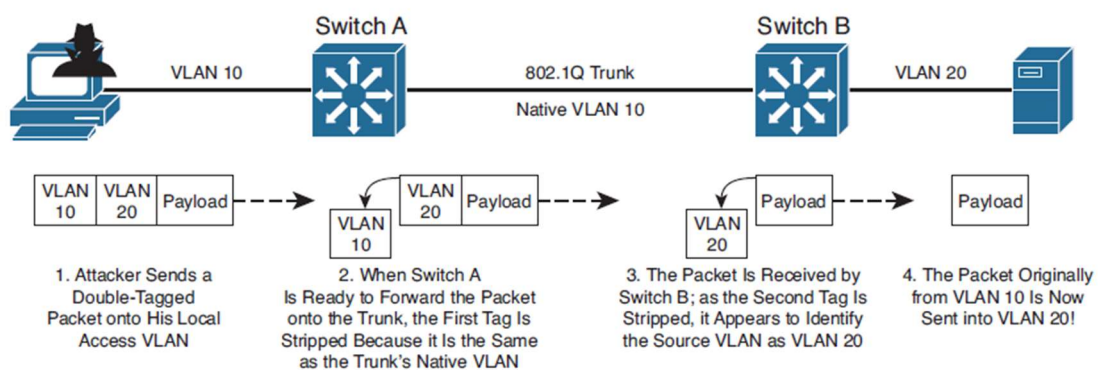 Switch A
Switch B
VLAN 10
802.1Q Trunk
VLAN 20
Native VLAN 10
VLAN
10
VLAN
20
Payload
VLAN
20
Payload
VLAN
10
Payload
VLAN
20
Payload
1. Attacker Sends a
Double-Tagged
Packet onto His Local
Access VLAN
2. When Switch A
Is Ready to Forward the Packet
onto the Trunk, the First Tag Is
Stripped Because it Is the Same
as the Trunk's Native VLAN
3. The Packet Is Received by
Switch B; as the Second Tag Is
Stripped, it Appears to Identify
the Source VLAN as VLAN 20
4. The Packet Originally
from VLAN 10 Is Now
Sent into VLAN 20!